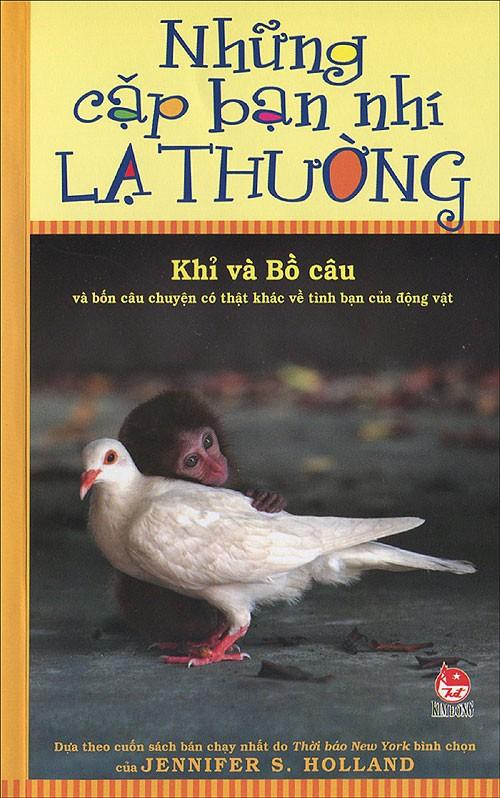 Những
cặp bạn nhí
LẠ THƯỜNG
Khỉ và Bồ câu
và bốn câu chuyện có thật khác về tình bạn của động vật
KIM ĐỒNG
Dựa theo cuốn sách bán chạy nhất do Thời báo New York bình chọn
của JENNIFER S. HOLLAND